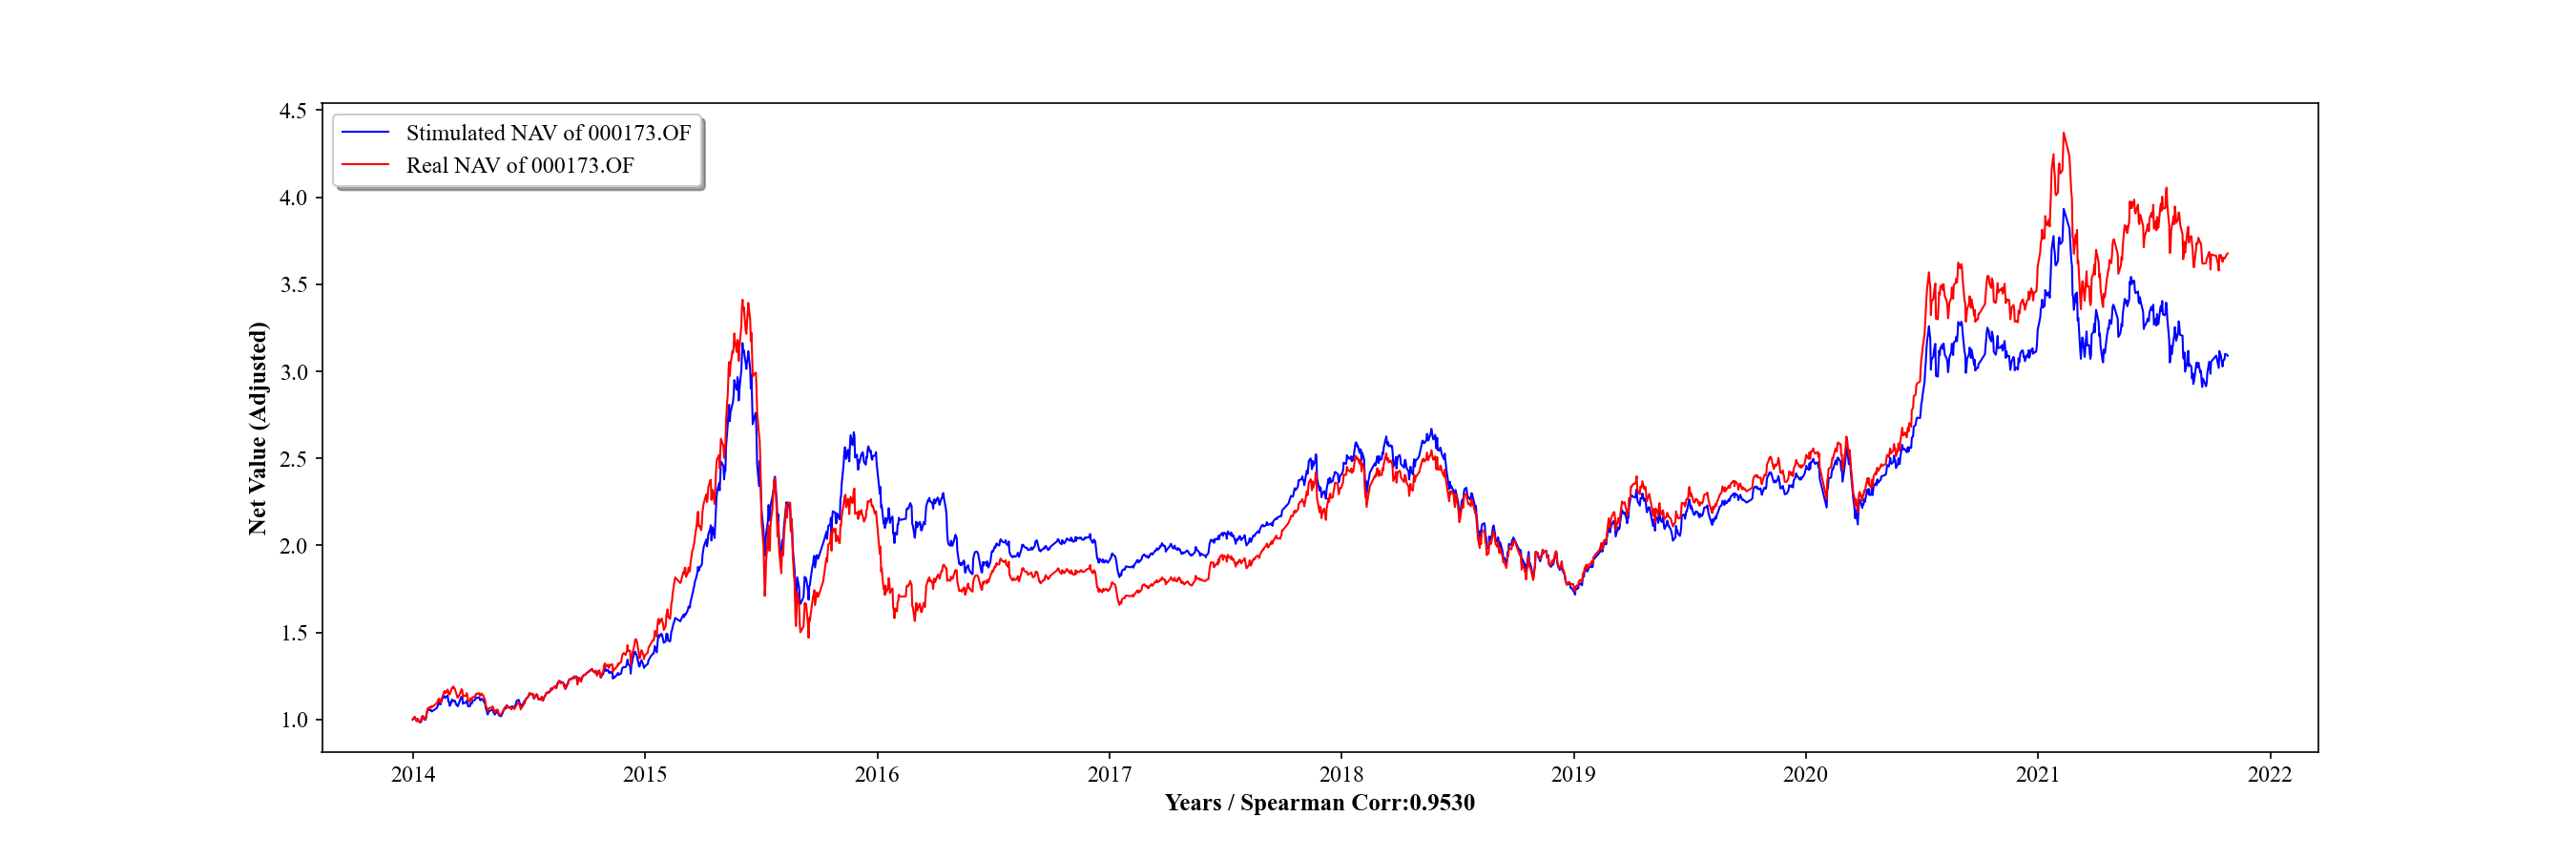 4.5
4.0
3.5
3.0
2.5
2.0
1.5
1.0
Net Value (Adjusted)
Stimulated NAV of 000173.OF
Real NAV of 000173.OF
2014 2015 2016 2017 2018 2019 2020 2021 2022
Years / Spearman Corr:0.9530